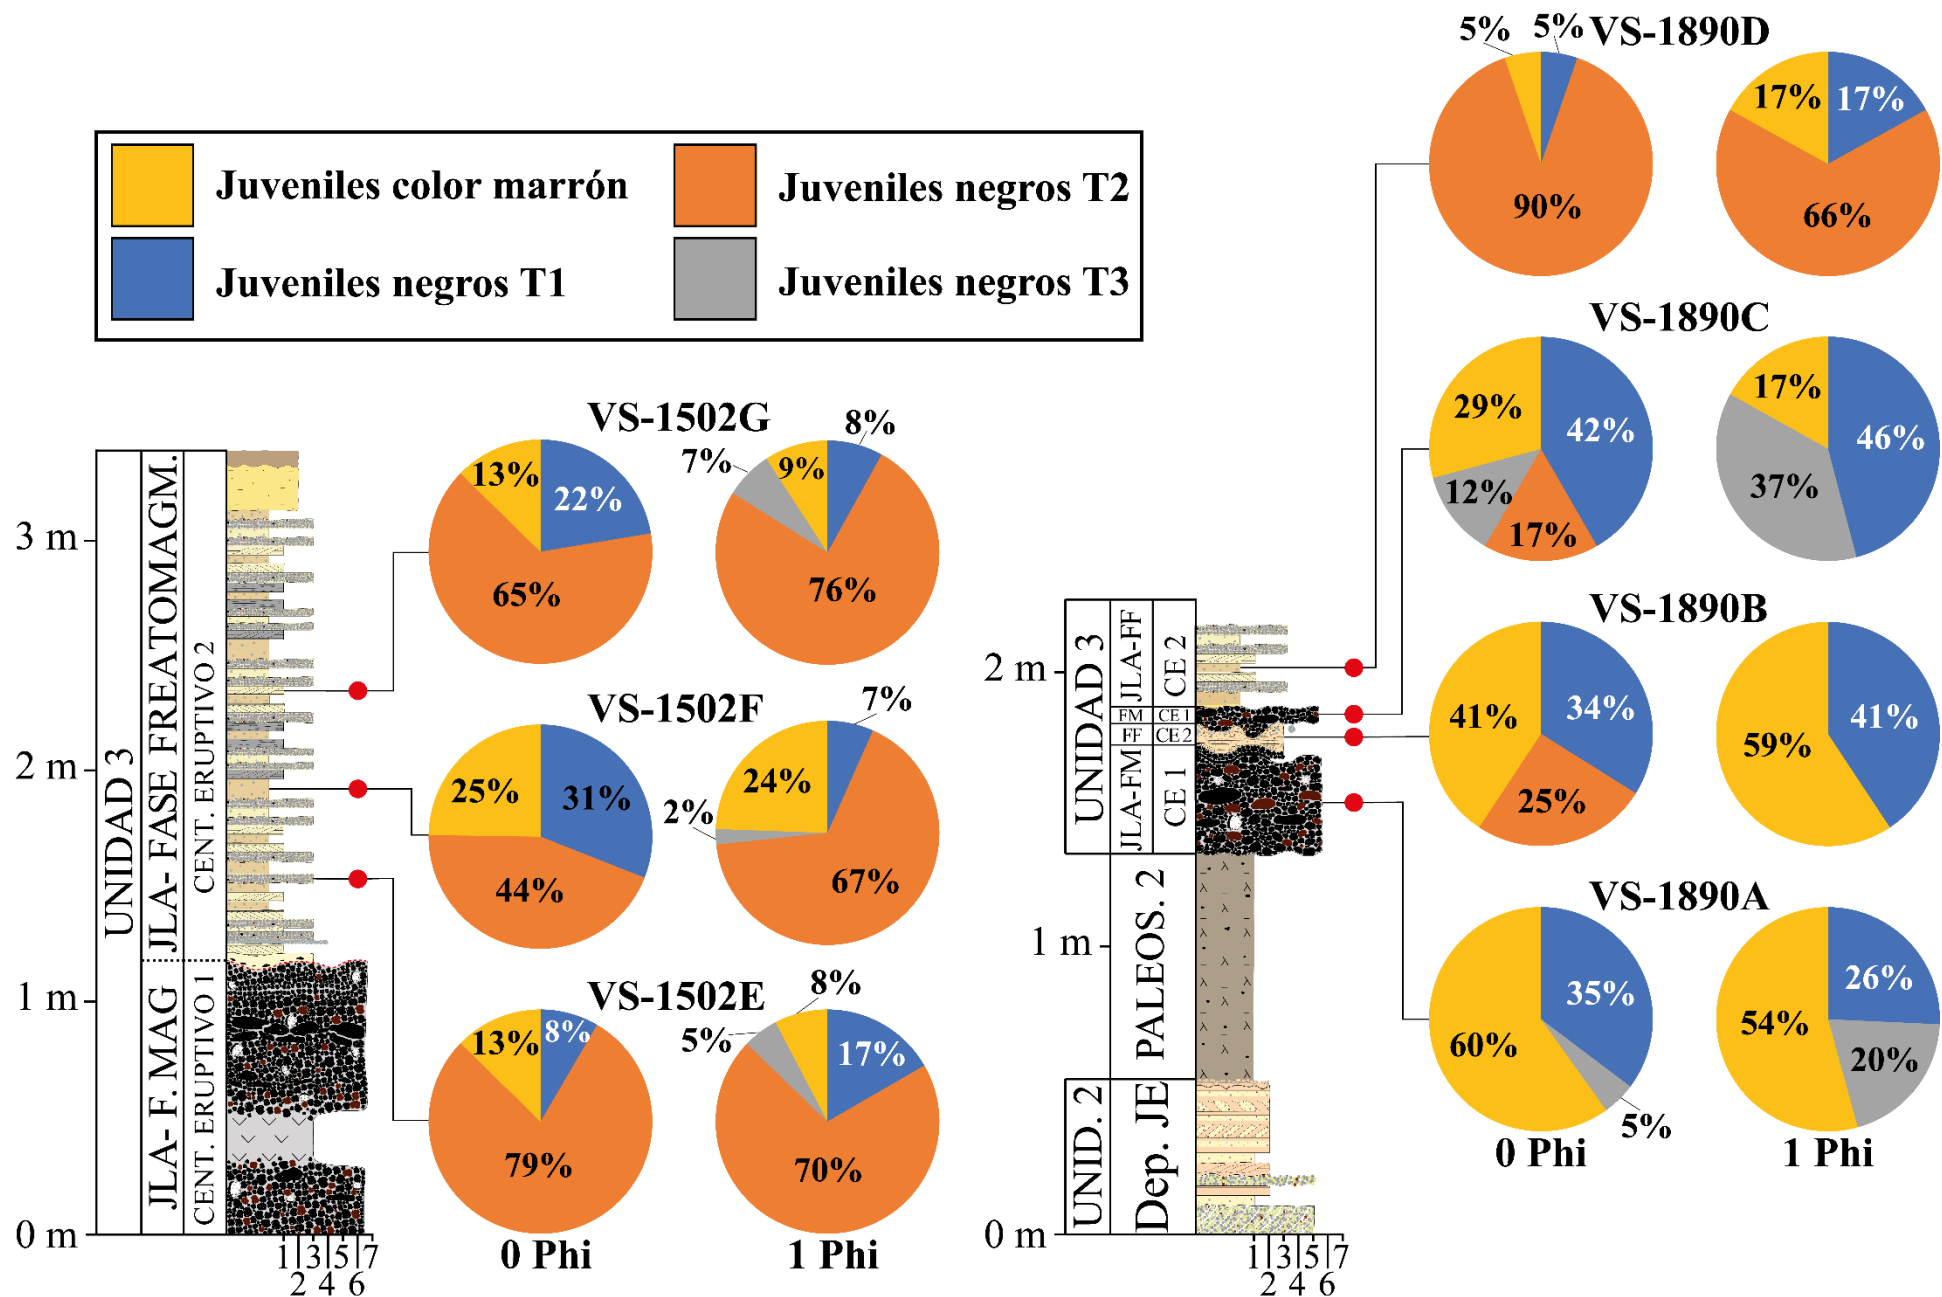 Juveniles color marrón
Juveniles negros T2
Juveniles negros T1
Juveniles negros T3
UNIDAD 3
JLA- FASE FREATOMAGM.
CENT. ERUPTIVO 2
JLA- F. MAG
CENT. ERUPTIVO 1
3 m
2 m
1 m
0 m
1 2 3 4 5 6 7
VS-1502G
13% 22% 65%
8% 7% 9% 76%
VS-1502F
25% 31% 44%
7% 24% 2% 67%
VS-1502E
13% 8% 79%
8% 5% 17% 70%
0 Phi 1 Phi
UNIDAD 3
JLA-FF
CE 2
FM CE 1
FF CE 2
JLA-FM
CE 1
PALEOS. 2
UNID. 2
Dep. JE
2 m
1 m
0 m
1 2 3 4 5 6 7
VS-1890D
5% 5% 90%
17% 17% 66%
VS-1890C
29% 42% 12% 17%
17% 46% 37%
VS-1890B
41% 34% 25%
59% 41%
VS-1890A
35% 60% 5%
26% 54% 20%
0 Phi 1 Phi